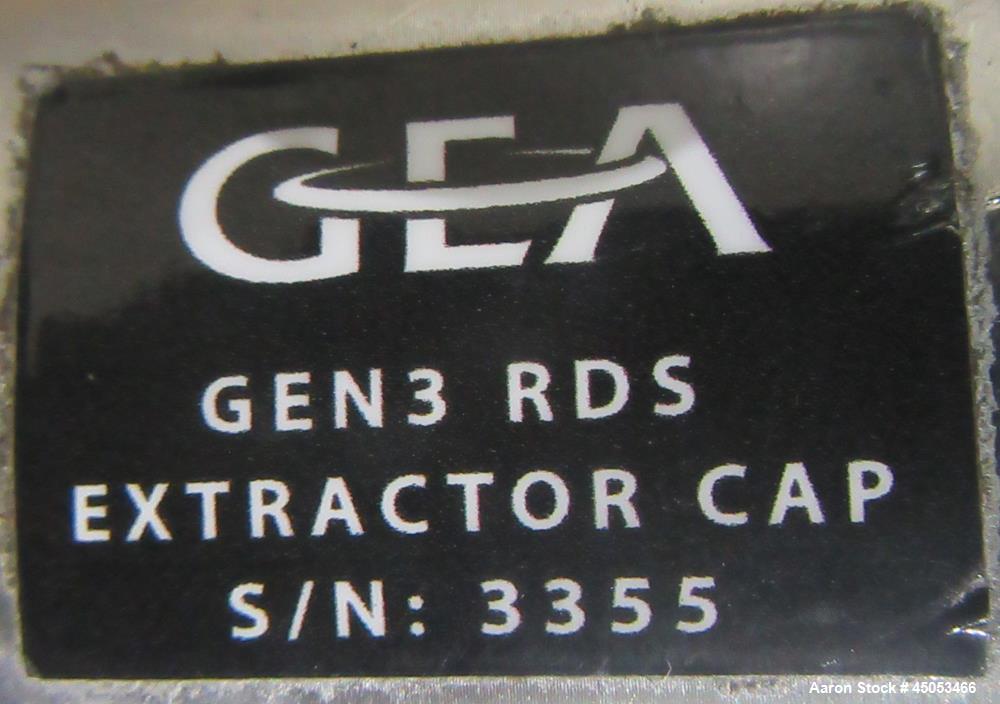 GEA
GEN3 RDS
EXTRACTOR CAP
S/N: 3355
Aaron Stock # 45053466